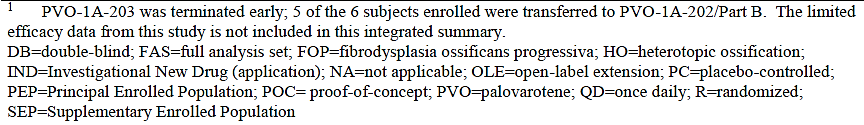 1 PVO-1A-203 was terminated early; 5 of the 6 subjects enrolled were transferred to PVO-1A-202/Part B. The limited
efficacy data from this study is not included in this integrated summary.
DB=double-blind; FAS=full analysis set; FOP=fibrodysplasia ossificans progressiva; HO=heterotopic ossification;
IND=Investigational New Drug (application); NA=not applicable; OLE=open-label extension; PC=placebo-controlled;
PEP=Principal Enrolled Population; POC= proof-of-concept; PVO=palovarotene; QD=once daily; R=randomized;
SEP=Supplementary Enrolled Population